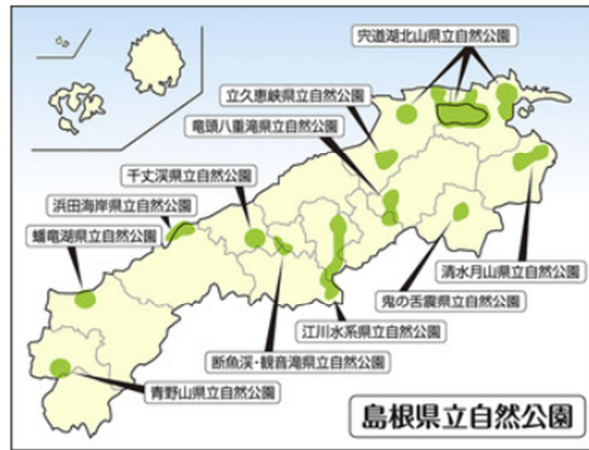 宍道湖北山県立自然公園
立久恵峡県立自然公園
竜頭八重滝県立自然公園
千丈渓県立自然公園
浜田海岸県立自然公園
蟠竜湖県立自然公園
清水月山県立自然公園
鬼の舌震県立自然公園
江川水系県立自然公園
断魚渓・観音滝県立自然公園
青野山県立自然公園
島根県立自然公園